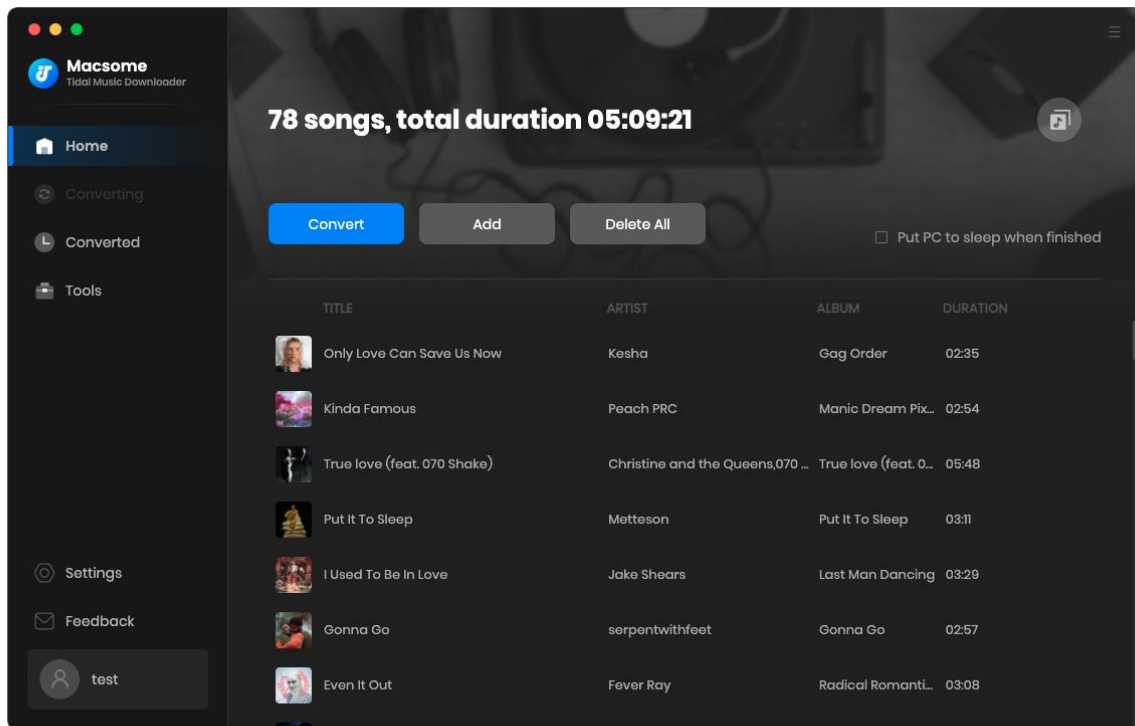 Macsome
Tidal Music Downloader
Home
Converting
Converted
Tools
Settings
Feedback
test
78 songs, total duration 05:09:21
Convert Add Delete All
Put PC to sleep when finished
TITLE ARTIST ALBUM DURATION
Only Love Can Save Us Now Kesha Gag Order 02:35
Kinda Famous Peach PRC Manic Dream Pix... 02:54
True love (feat. 070 Shake) Christine and the Queens,070 ... True love (feat. 0... 05:48
Put It To Sleep Metteson Put It To Sleep 03:11
I Used To Be In Love Jake Shears Last Man Dancing 03:29
Gonna Go serpentwithfeet Gonna Go 02:57
Even It Out Fever Ray Radical Romanti... 03:08